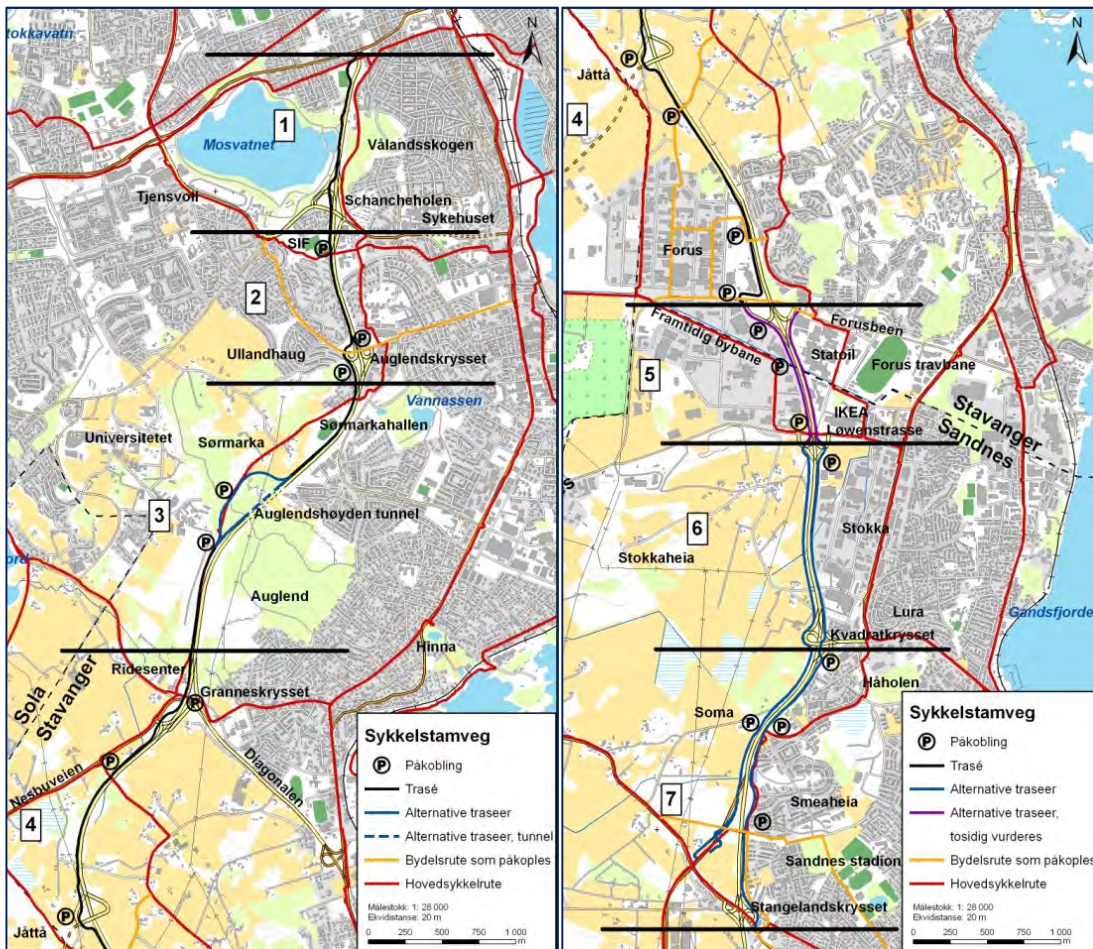 Stokkavatn
N
1
Mosvatnet
Vålandsskogen
Tjensvoll
Schancheholen
Sykehuset
SIF
P
2
P
Ullandhaug
Auglendskrysset
P
Vannassen
Universitetet
Sørmarka
Sørmarkahallen
P
3
Auglendshøyden tunnel
P
Auglend
Hinna
Ridesenter
Sola
Stavanger
Granneskrysset
P
Nesbuveien
P
Diagonalen
4
P
Jåttå
Sykkelstamveg
P Påkobling
Trasé
Alternative traseer
Alternative traseer, tunnel
Bydelsrute som påkoples
Hovedsykkelrute
Målestokk: 1: 28 000
Ekvidistanse: 20 m
0 500 1 000
m
N
P
Jåttå
4
P
P
Forus
P
Framtidig bybane
P
Forusbeen
Statoil
Forus travbane
5
P
IKEA
P
Løwenstrasse
Stavanger
Sandnes
P
6
Stokka
Stokkaheia
Lura
Gandsfjorde
Kvadratkrysset
P
Håholen
Soma
P
P
7
Smeaheia
P
Sandnes stadion
Stangelandskrysset
Sykkelstamveg
P Påkobling
Trasé
Alternative traseer
Alternative traseer,
tosidig vurderes
Bydelsrute som påkoples
Hovedsykkelrute
Målestokk: 1: 28 000
Ekvidistanse: 20 m
0 500 1 000
m